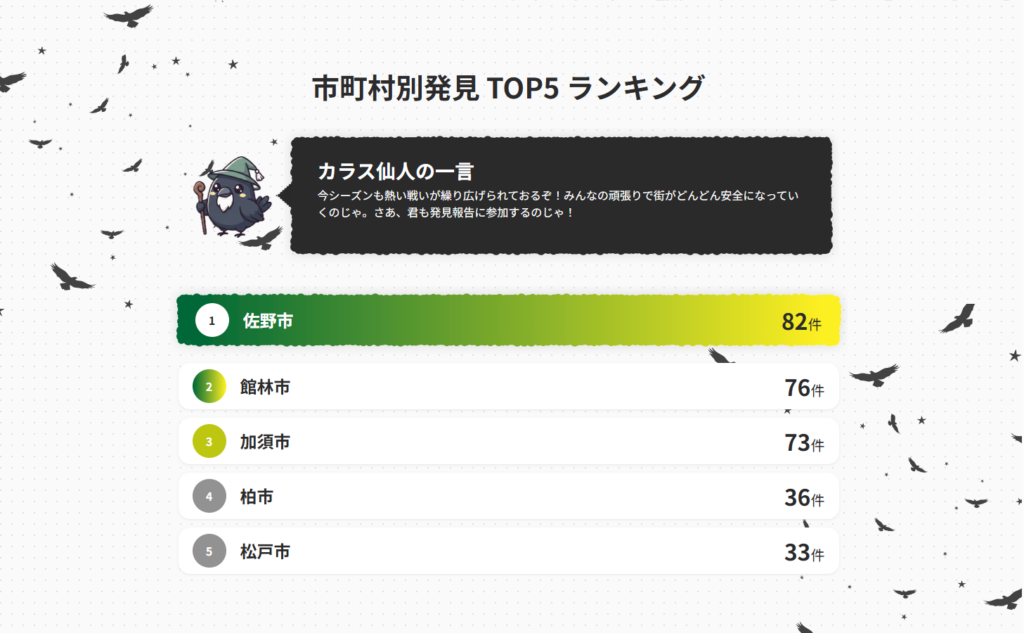 市町村別発見 TOP5 ランキング
カラス仙人の一言
今シーズンも熱い戦いが繰り広げられておるぞ！みんなの頑張りで街がどんどん安全になってい
くのじゃ。さあ、君も発見報告に参加するのじゃ！
1 佐野市 82件
2 館林市 76件
3 加須市 73件
4 柏市 36件
5 松戸市 33件